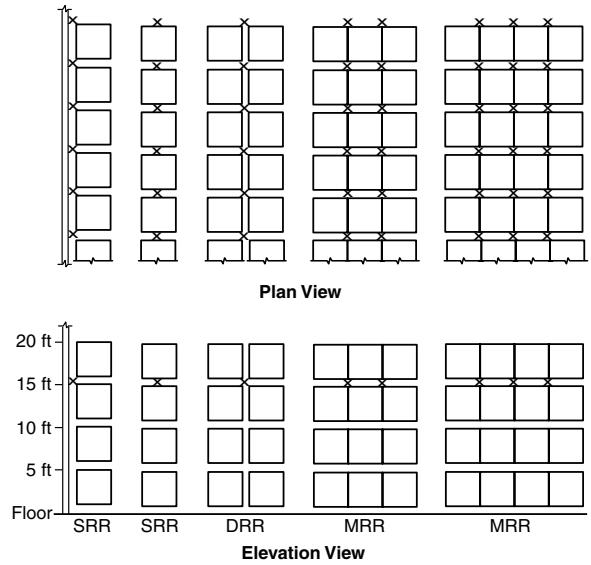 Plan View
20 ft
15 ft
10 ft
5 ft
Floor
SRR SRR DRR MRR MRR
Elevation View